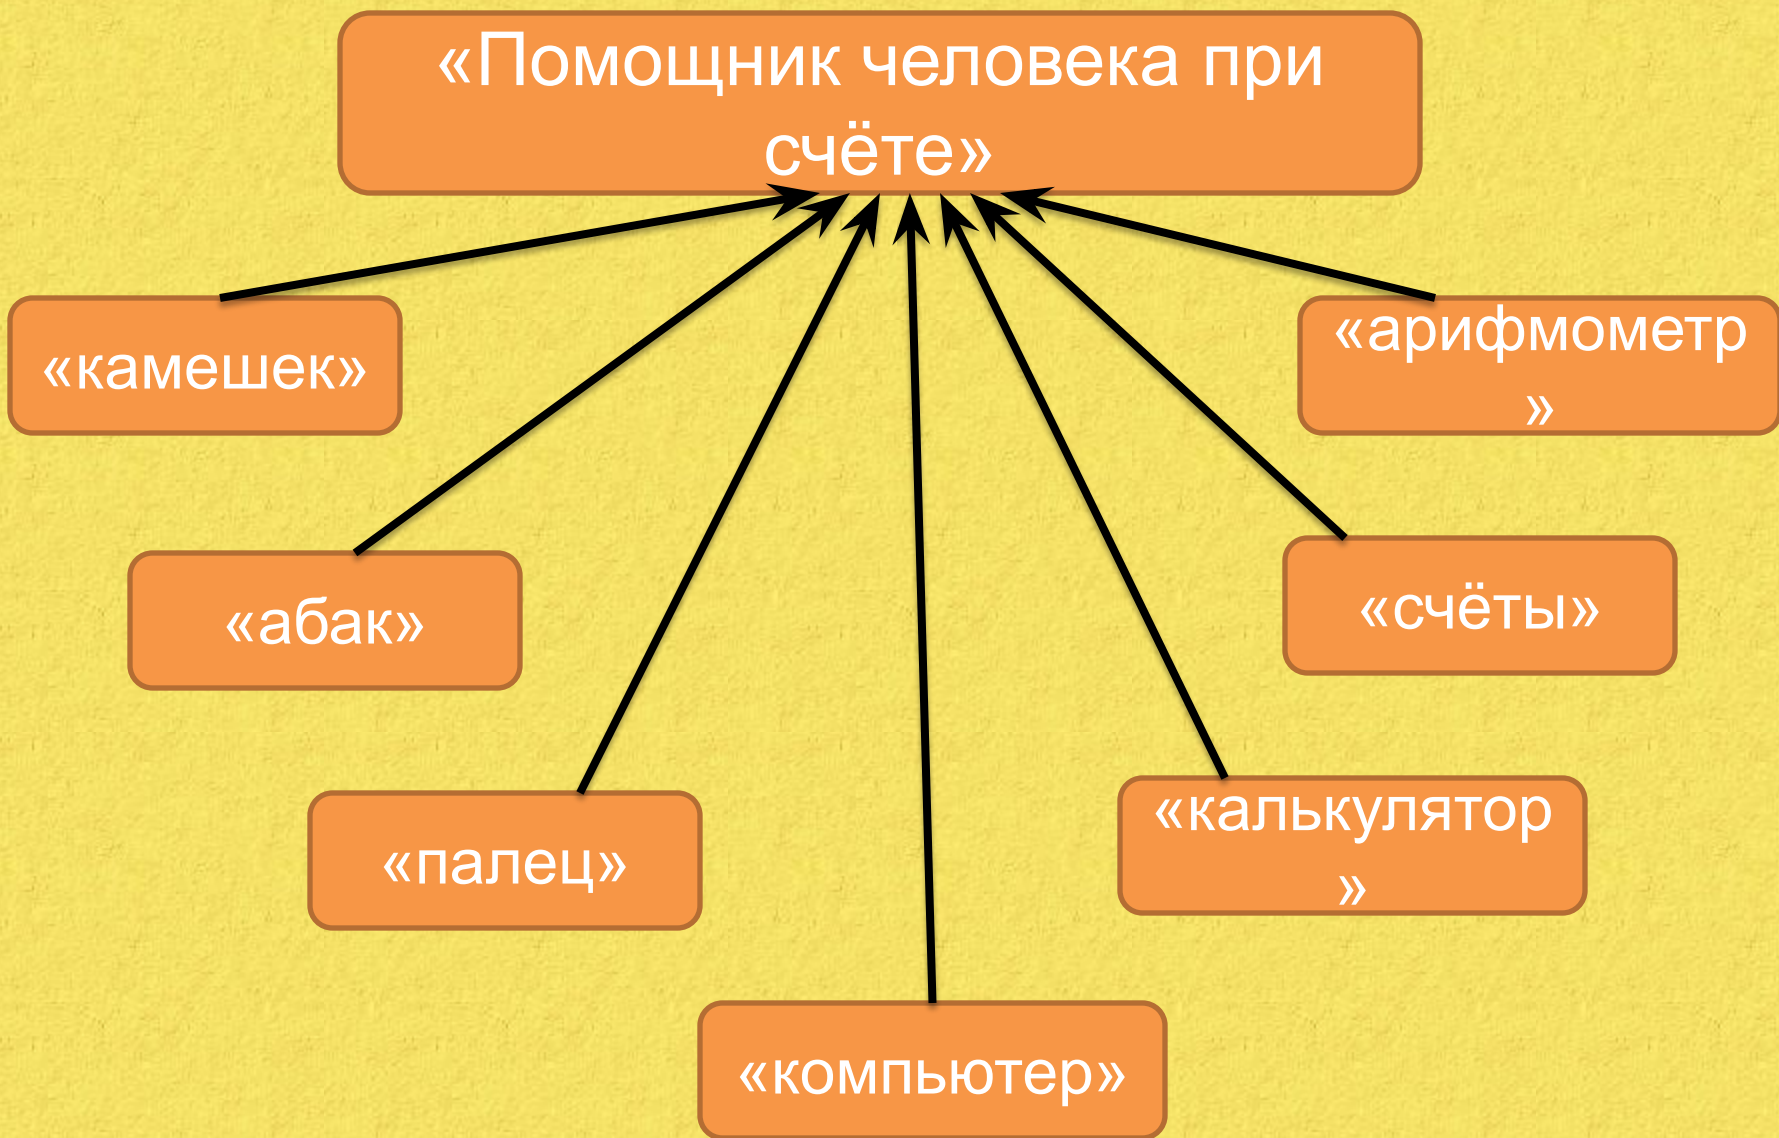 «Помощник человека при
счёте»
«камешек»
«арифмометр
»
«абак»
«счёты»
«палец»
«калькулятор
»
«компьютер»